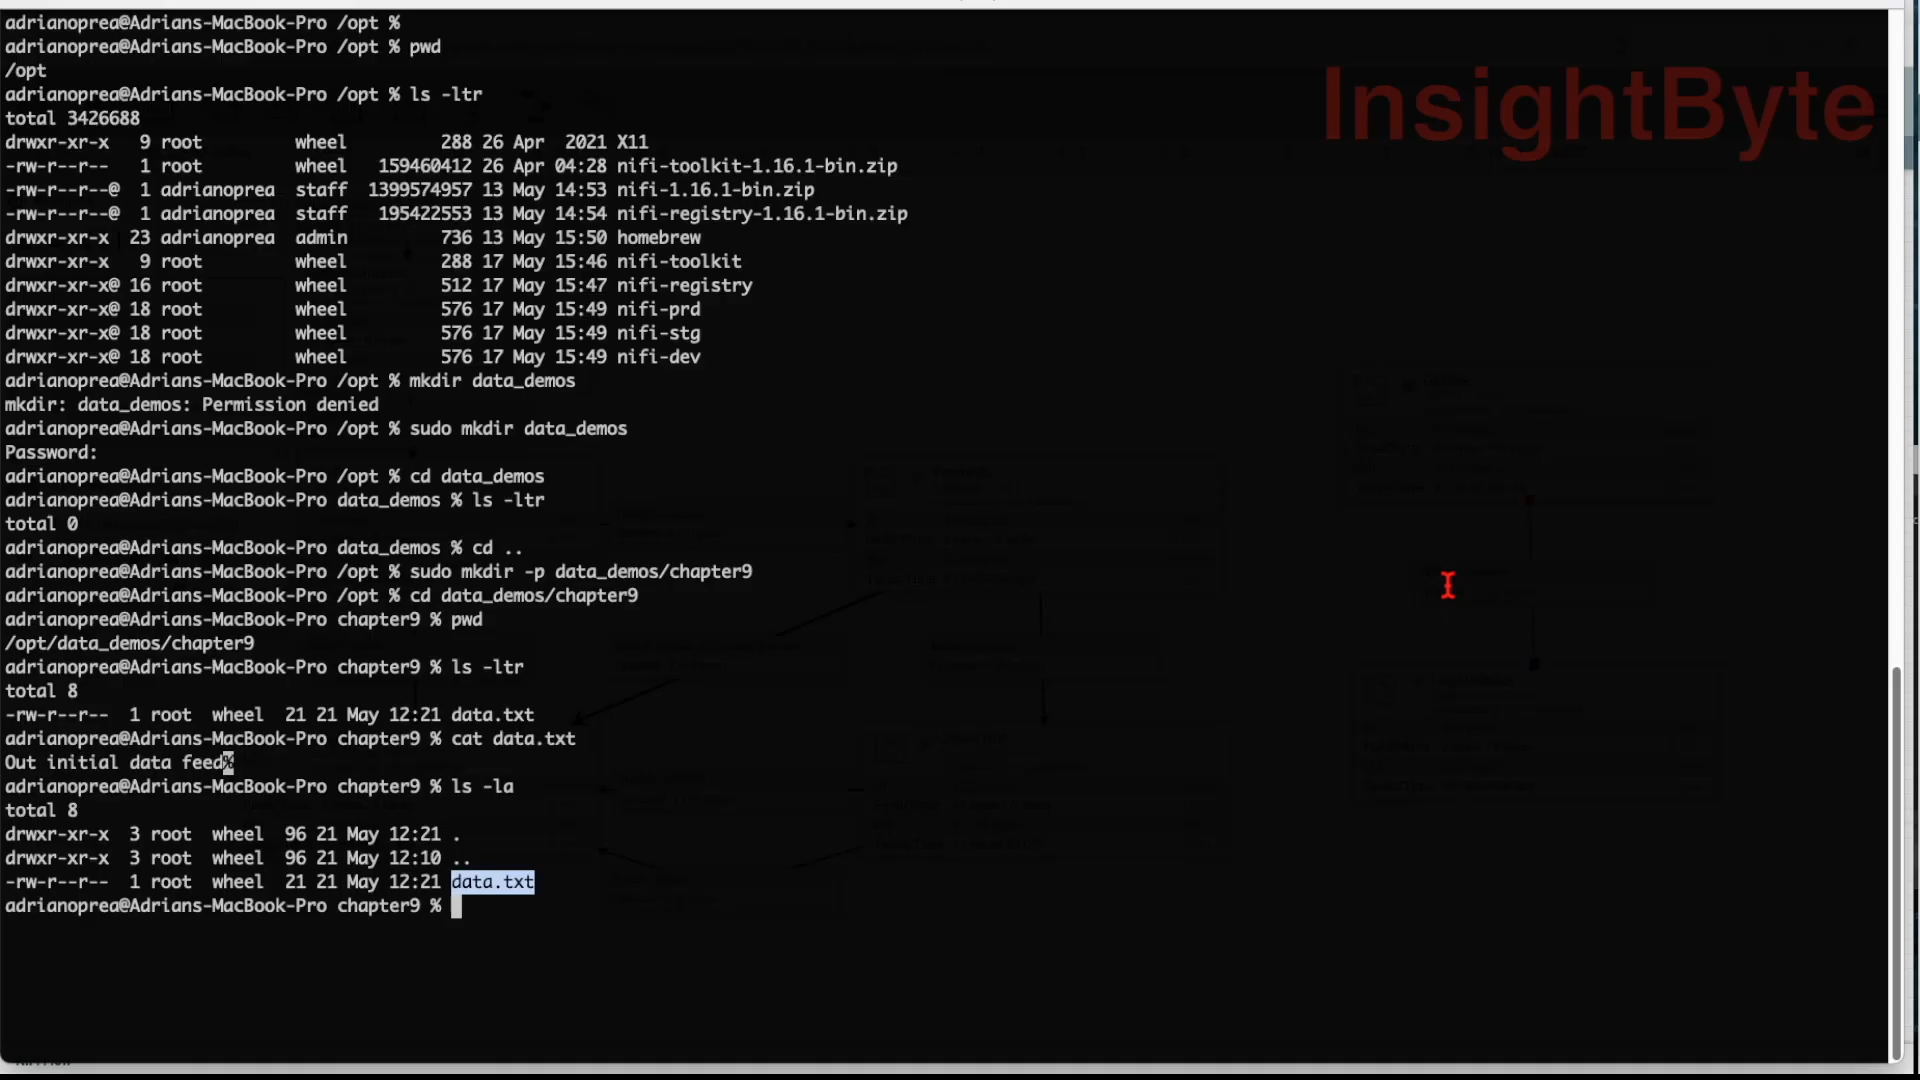 adrianoprea@Adrians-MacBook-Pro /opt %
adrianoprea@Adrians-MacBook-Pro /opt % pwd
/opt
InsightByte
adrianoprea@Adrians-MacBook-Pro /opt % ls -ltr
total 3426688
drwxr-xr-x   9 root         wheel         288 26 Apr  2021 X11
-rw-r--r--   1 root         wheel   159460412 26 Apr 04:28 nifi-toolkit-1.16.1-bin.zip
-rw-r--r--@  1 adrianoprea  staff  1399574957 13 May 14:53 nifi-1.16.1-bin.zip
-rw-r--r--@  1 adrianoprea  staff   195422553 13 May 14:54 nifi-registry-1.16.1-bin.zip
drwxr-xr-x  23 adrianoprea  admin         736 13 May 15:50 homebrew
drwxr-xr-x   9 root         wheel         288 17 May 15:46 nifi-toolkit
drwxr-xr-x@ 16 root         wheel         512 17 May 15:47 nifi-registry
drwxr-xr-x@ 18 root         wheel         576 17 May 15:49 nifi-prd
drwxr-xr-x@ 18 root         wheel         576 17 May 15:49 nifi-stg
drwxr-xr-x@ 18 root         wheel         576 17 May 15:49 nifi-dev
adrianoprea@Adrians-MacBook-Pro /opt % mkdir data_demos
mkdir: data_demos: Permission denied
adrianoprea@Adrians-MacBook-Pro /opt % sudo mkdir data_demos
Password:
adrianoprea@Adrians-MacBook-Pro /opt % cd data_demos
adrianoprea@Adrians-MacBook-Pro data_demos % ls -ltr
total 0
adrianoprea@Adrians-MacBook-Pro data_demos % cd ..
adrianoprea@Adrians-MacBook-Pro /opt % sudo mkdir -p data_demos/chapter9
adrianoprea@Adrians-MacBook-Pro /opt % cd data_demos/chapter9
adrianoprea@Adrians-MacBook-Pro chapter9 % pwd
/opt/data_demos/chapter9
adrianoprea@Adrians-MacBook-Pro chapter9 % ls -ltr
total 8
-rw-r--r--  1 root  wheel  21 21 May 12:21 data.txt
adrianoprea@Adrians-MacBook-Pro chapter9 % cat data.txt
Out initial data feed%
adrianoprea@Adrians-MacBook-Pro chapter9 % ls -la
total 8
drwxr-xr-x  3 root  wheel  96 21 May 12:21 .
drwxr-xr-x  3 root  wheel  96 21 May 12:10 ..
-rw-r--r--  1 root  wheel  21 21 May 12:21 data.txt
adrianoprea@Adrians-MacBook-Pro chapter9 %